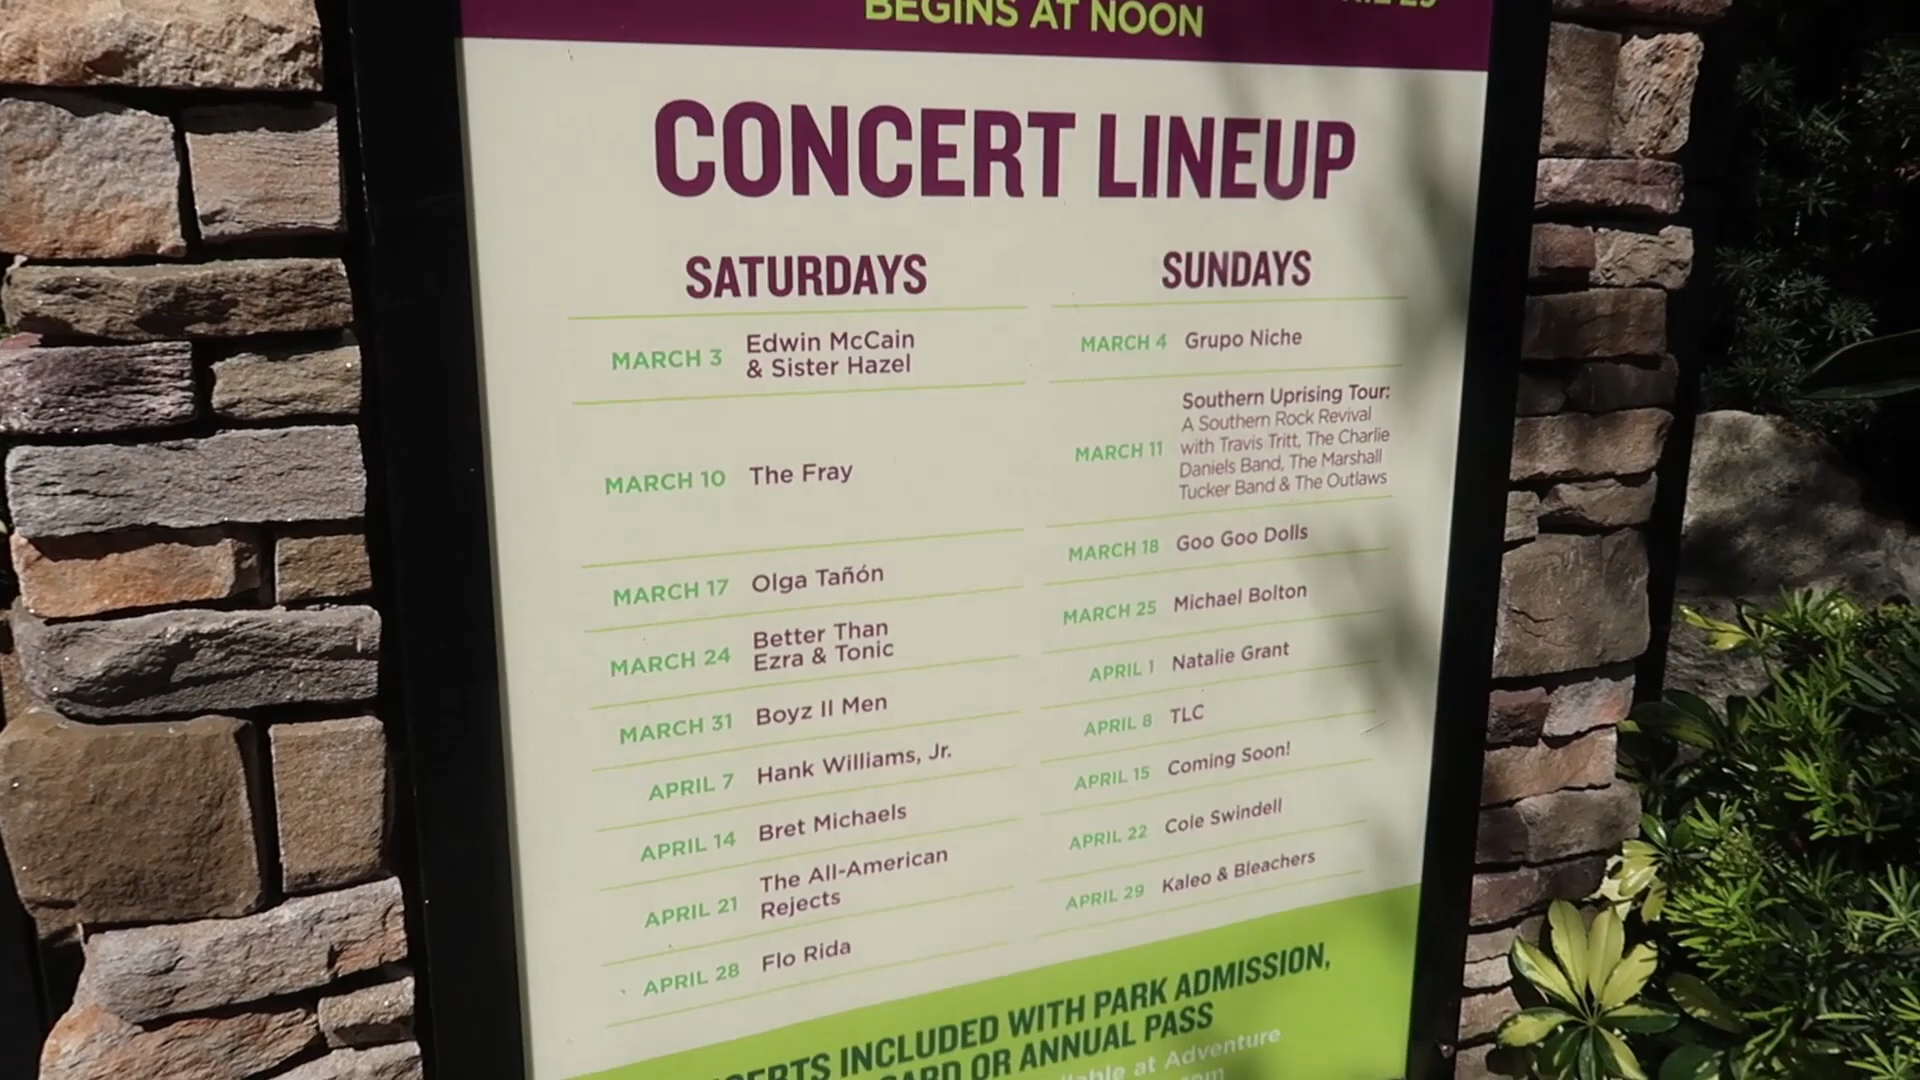 BEGINS AT NOON
CONCERT LINEUP
SATURDAYS
MARCH 3 Edwin McCain
& Sister Hazel
MARCH 10 The Fray
MARCH 17 Olga Tañón
MARCH 24 Better Than
Ezra & Tonic
MARCH 31 Boyz II Men
APRIL 7 Hank Williams, Jr.
APRIL 14 Bret Michaels
APRIL 21 The All-American
Rejects
APRIL 28 Flo Rida
SUNDAYS
MARCH 4 Grupo Niche
Southern Uprising Tour:
A Southern Rock Revival
MARCH 11 with Travis Tritt, The Charlie
Daniels Band, The Marshall
Tucker Band & The Outlaws
MARCH 18 Goo Goo Dolls
MARCH 25 Michael Bolton
APRIL 1 Natalie Grant
APRIL 8 TLC
APRIL 15 Coming Soon!
APRIL 22 Cole Swindell
APRIL 29 Kaleo & Bleachers
INCLUDED WITH PARK ADMISSION,
OR ANNUAL PASS
at Adventure